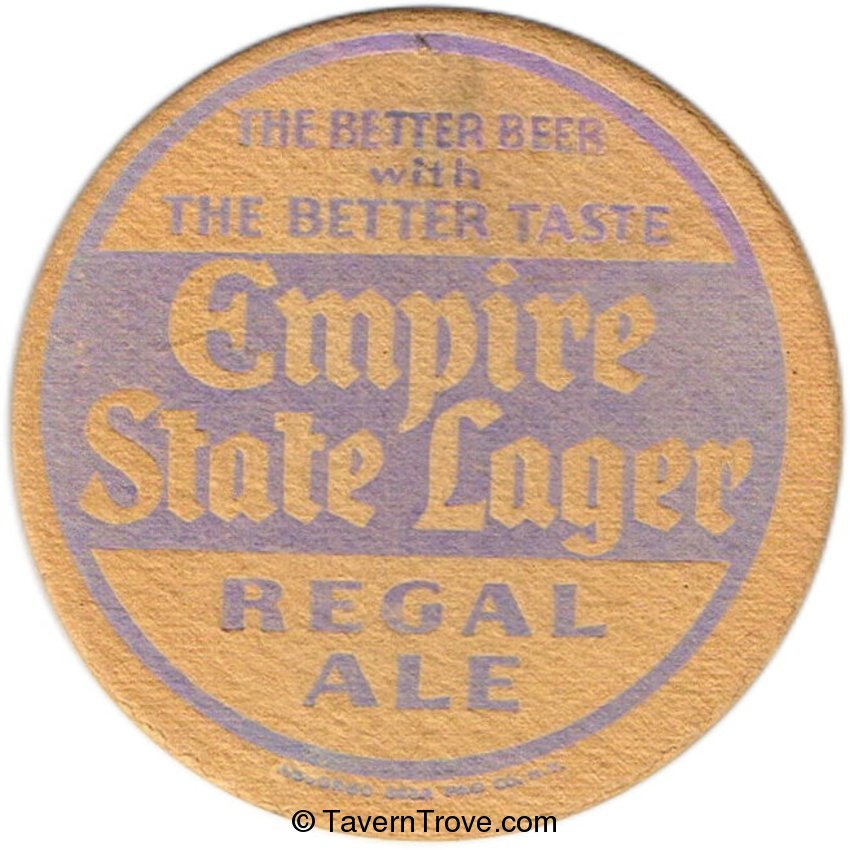 THE BETTER BEER
with
THE BETTER TASTE
Empire
State Lager
REGAL
ALE
© TavernTrove.com